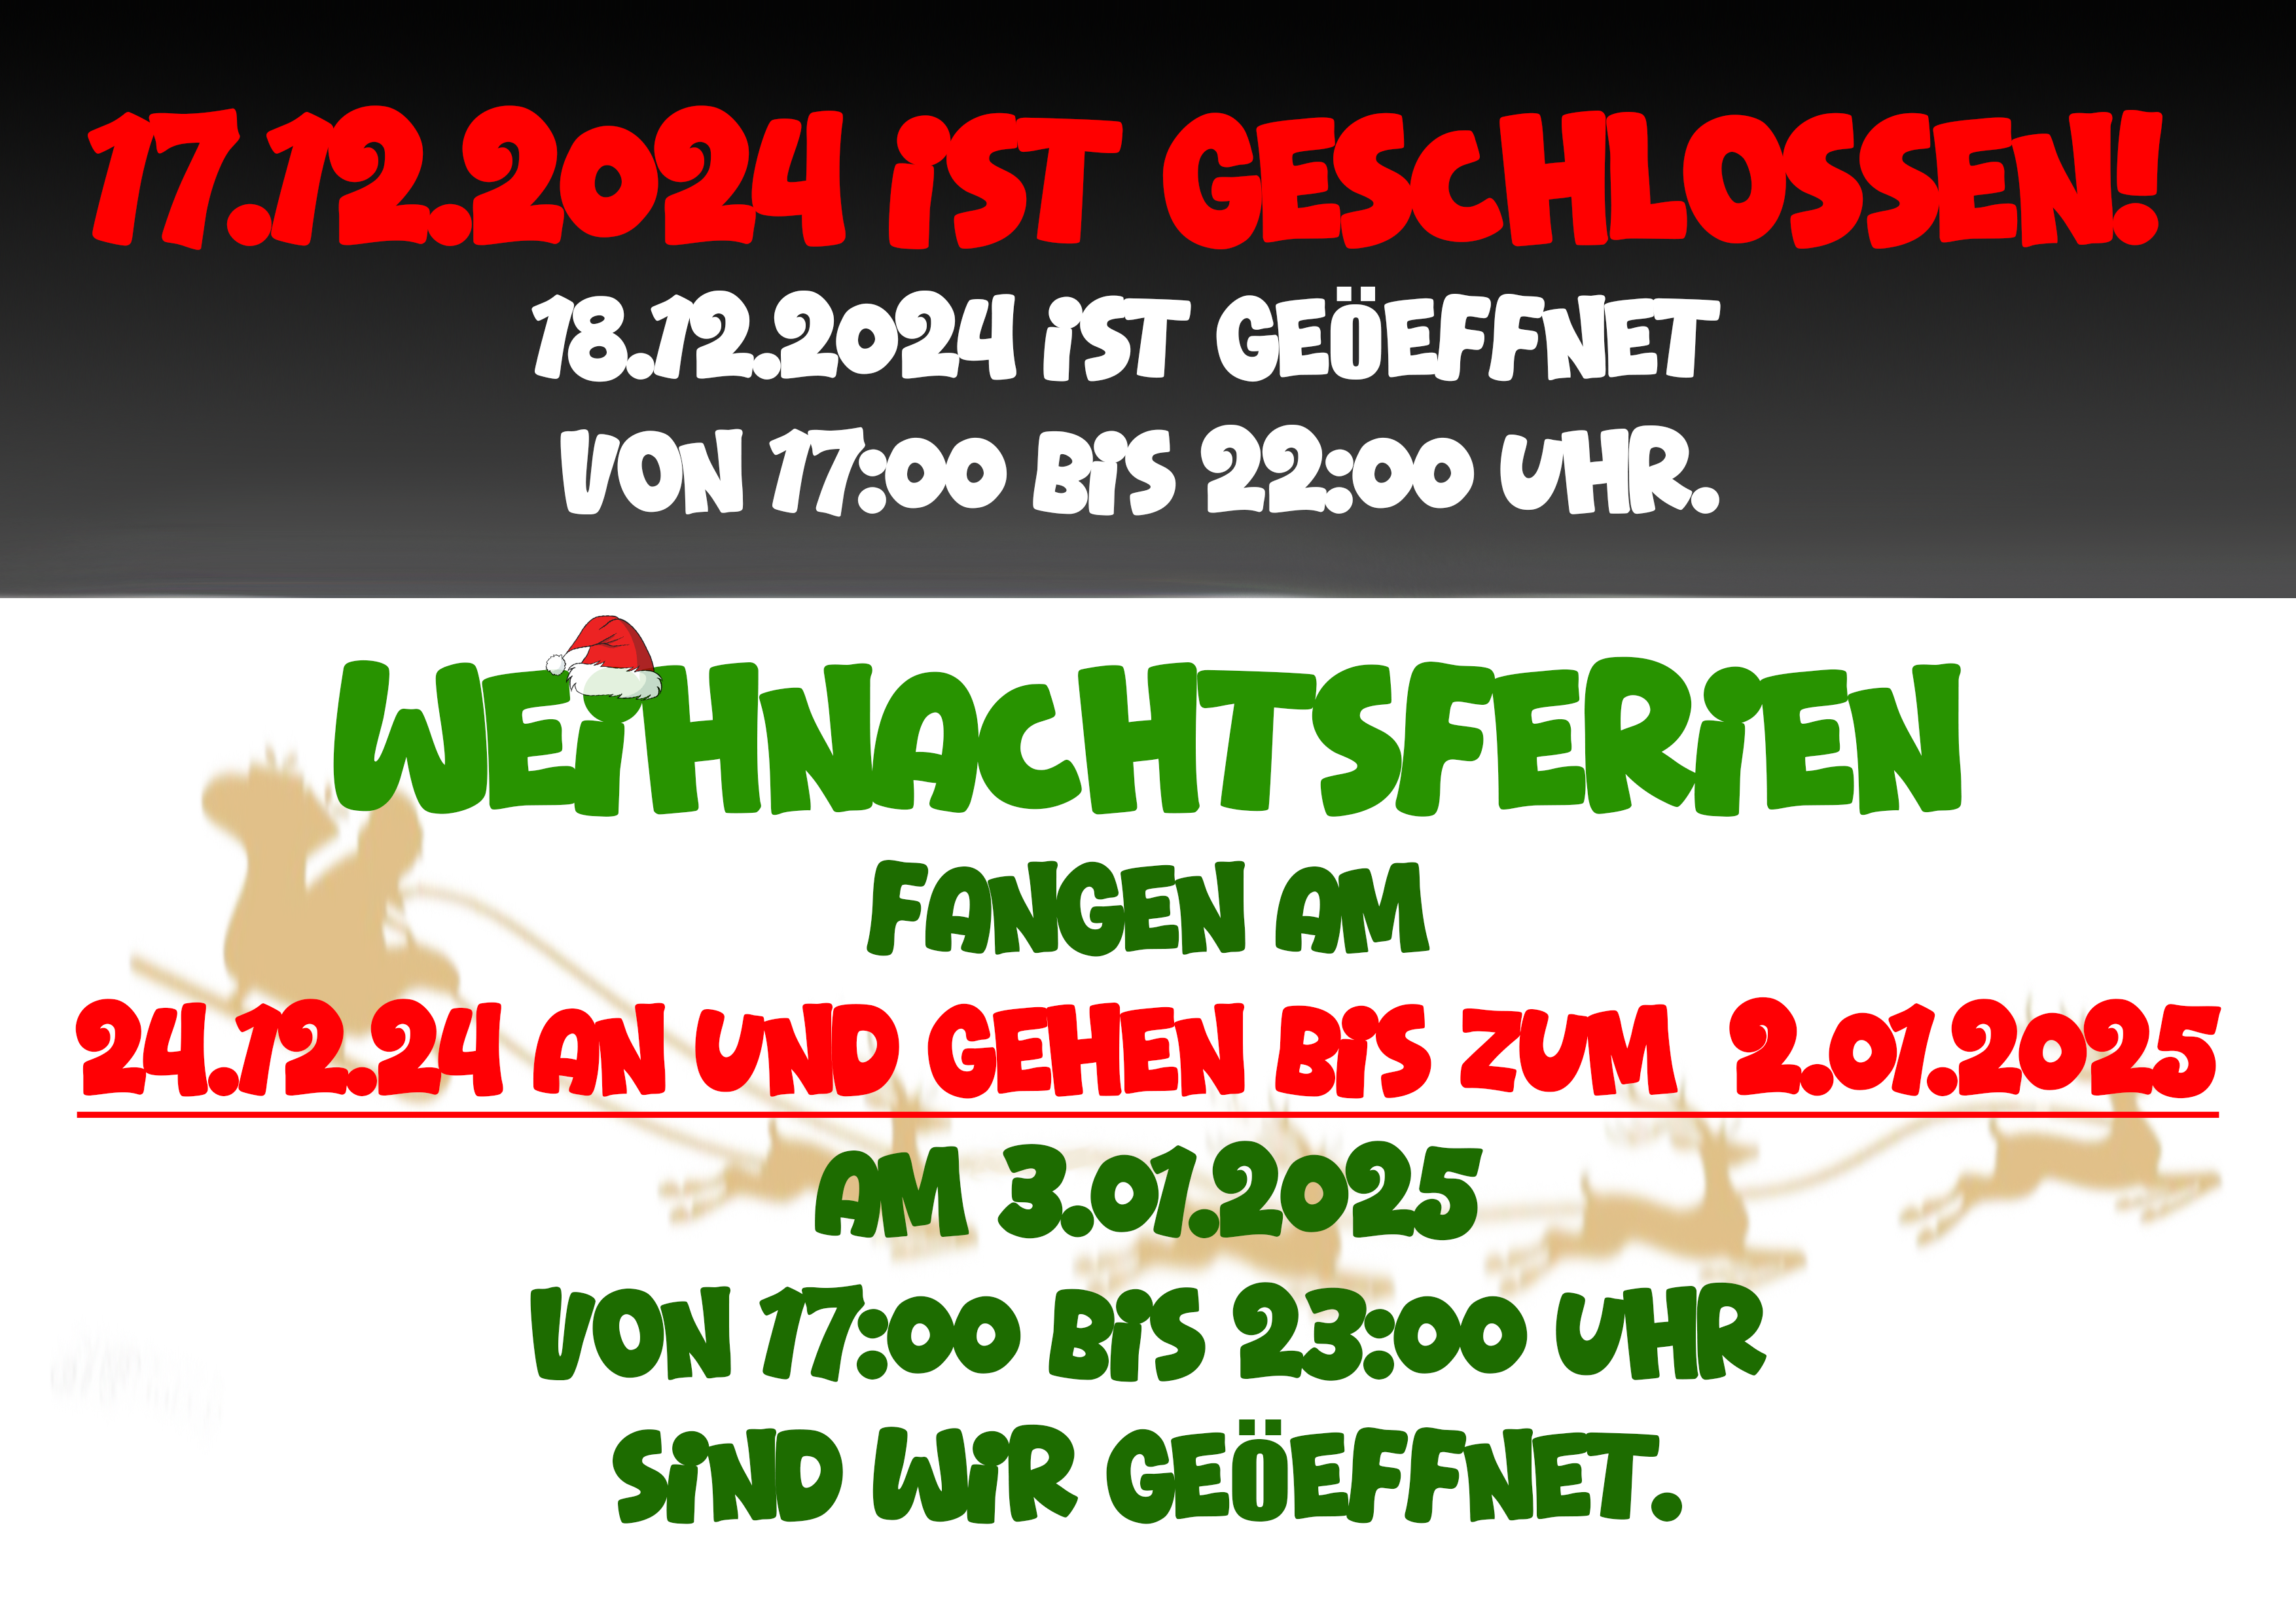 17.12.2024 IST GESCHLOSSEN!
18.12.2024 IST GEÖEFFNET
VON 17:00 BIS 22:00 UHR.
WEIHNACHTSFERIEN
FANGEN AM
24.12.24 AN UND GEHEN BIS ZUM 2.01.2025
AM 3.01.2025
VON 17:00 BIS 23:00 UHR
SIND WIR GEÖEFFNET.